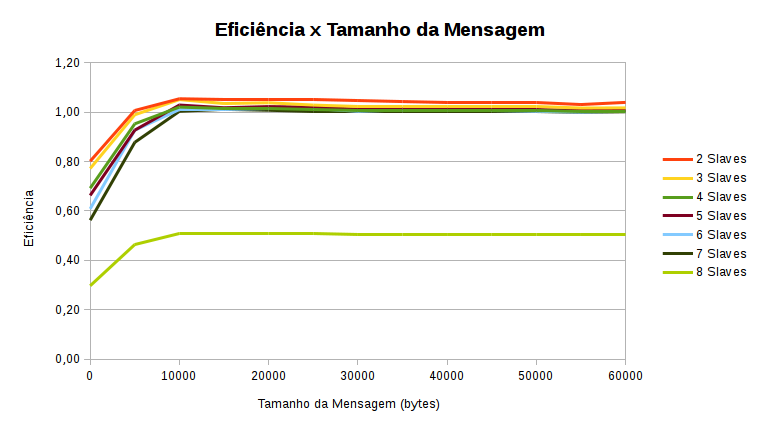 Eficiência x Tamanho da Mensagem
1,20
1,00
0,80
0,60
0,40
0,20
0,00
Eficiência
0 10000 20000 30000 40000 50000 60000
Tamanho da Mensagem (bytes)
2 Slaves
3 Slaves
4 Slaves
5 Slaves
6 Slaves
7 Slaves
8 Slaves